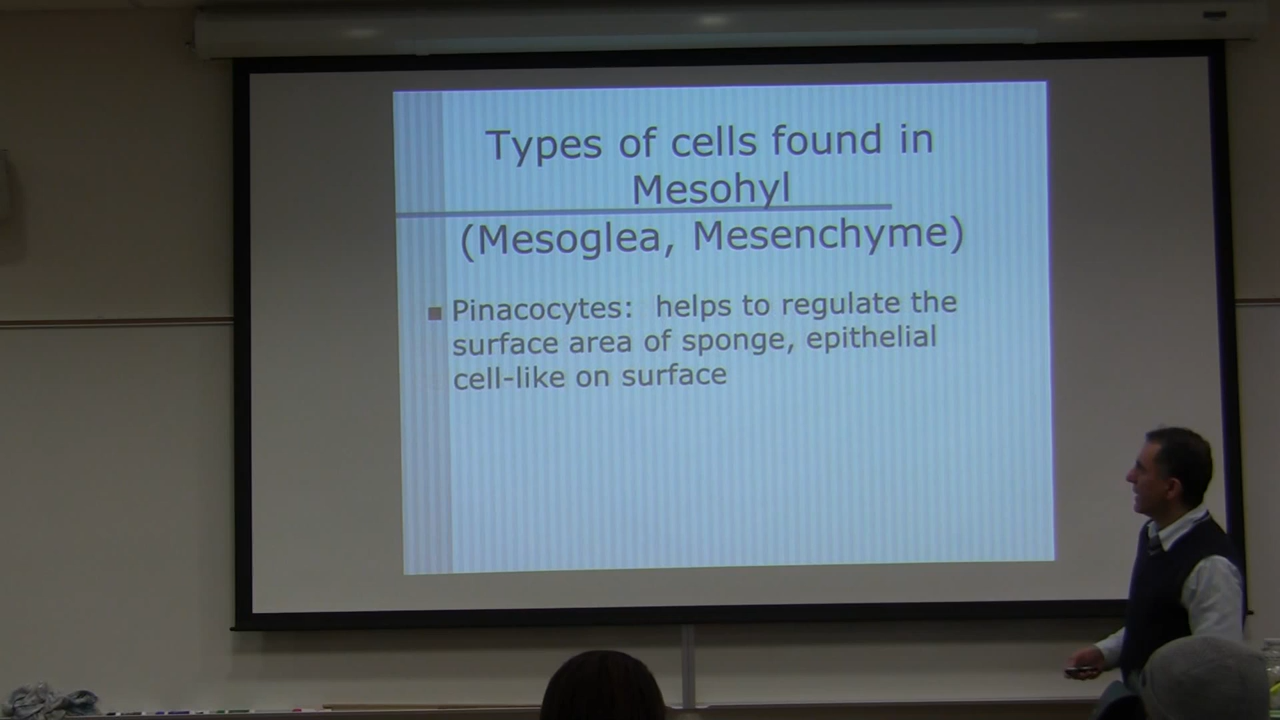 Types of cells found in
Mesohyl
(Mesoglea, Mesenchyme)
Pinacocytes: helps to regulate the
surface area of sponge, epithelial
cell-like on surface